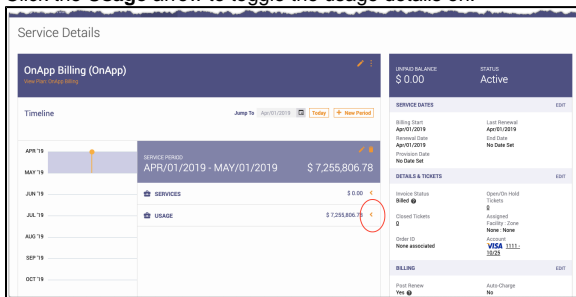 Click the Usage arrow to toggle the usage details on.
Service Details
OnApp Billing (OnApp)
View Plan: OnApp Billing
Timeline
Jump To Apr/01/2019 Today + New Period
APR '19
MAY '19
JUN '19
JUL '19
AUG '19
SEP '19
OCT '19
SERVICE PERIOD
APR/01/2019 - MAY/01/2019 $ 7,255,806.78
SERVICES $ 0.00
USAGE $ 7,255,806.78
UNPAID BALANCE
$ 0.00
STATUS
Active
SERVICE DATES EDIT
Billing Start
Apr/01/2019
Last Renewal
Apr/01/2019
Renewal Date
Apr/01/2019
End Date
No Date Set
Provision Date
No Date Set
DETAILS & TICKETS EDIT
Invoice Status
Billed
Open/On Hold
Tickets
0
Closed Tickets
0
Assigned
Facility : Zone
None : None
Order ID
None associated
Account
VISA 1111 -
10/25
BILLING EDIT
Post Renew
Yes
Auto-Charge
No